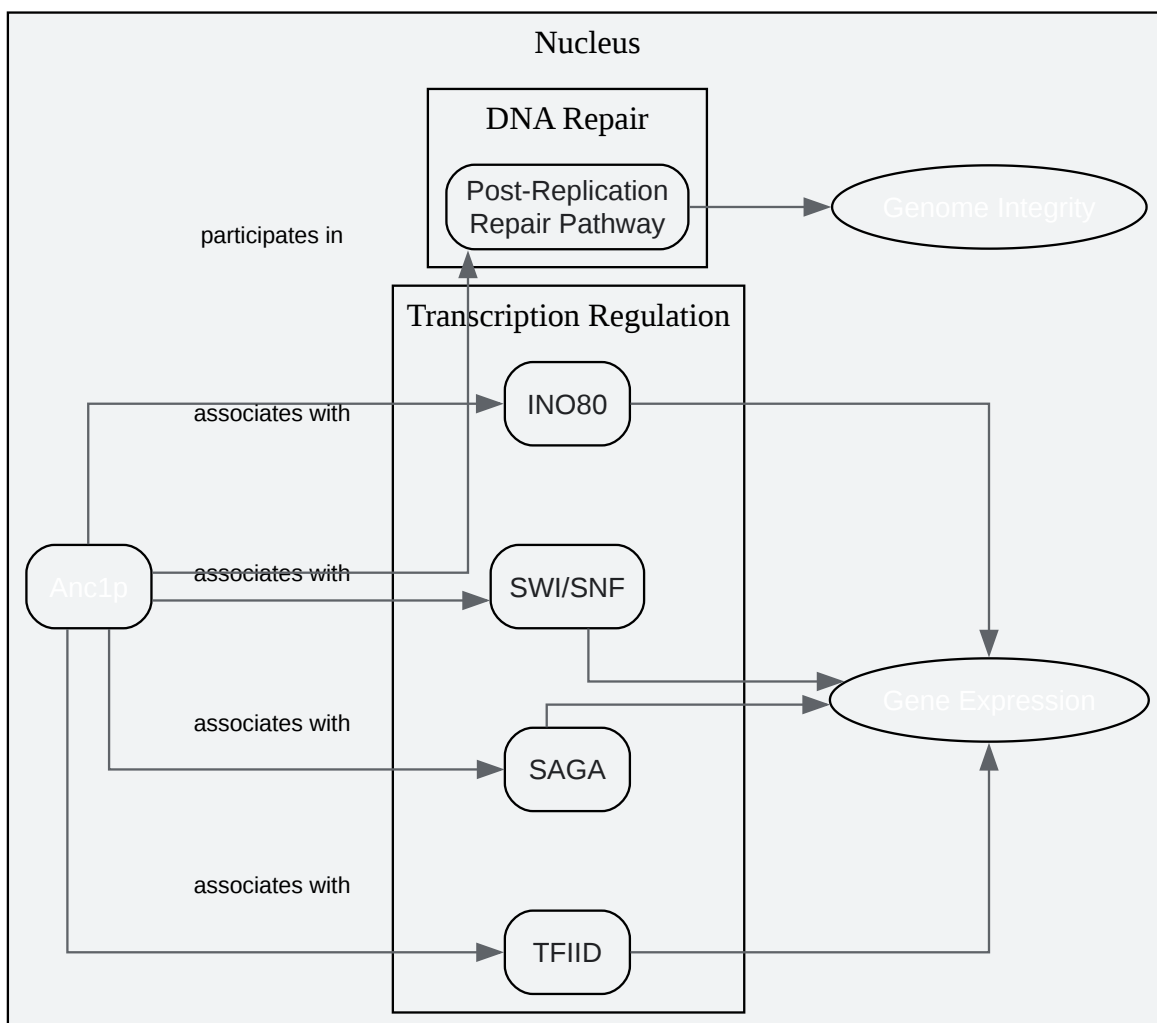 Nucleus
DNA Repair
Post-Replication
Repair Pathway
Genome Integrity
participates in
Transcription Regulation
INO80
associates with
Anc1p
associates with
SWI/SNF
Gene Expression
associates with
SAGA
associates with
TFIID